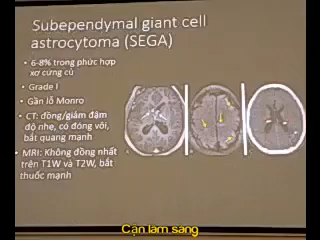 Subependymal giant cell
astrocytoma (SEGA)
• 6-8% trong phức hợp
xơ cứng củ
• Grade I
• Gần lỗ Monro
• CT: đồng/giảm đậm
độ nhẹ, có đóng vôi,
bắt quang mạnh
• MRI: Không đồng nhất
trên T1W và T2W, bắt
thuốc mạnh
Cận lâm sàng